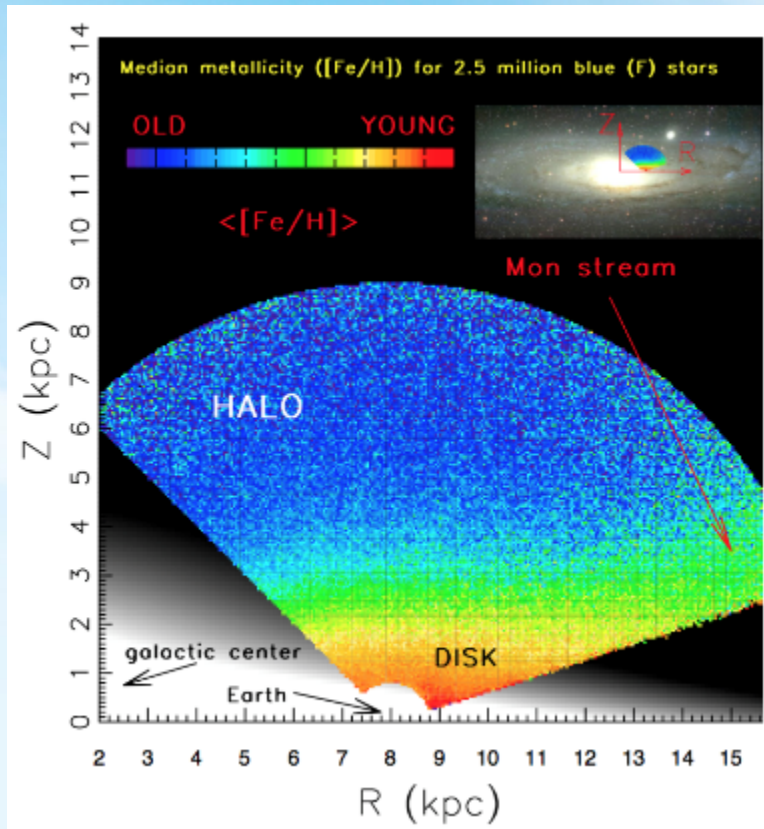 Median metallicity ([Fe/H]) for 2.5 million blue (F) stars
OLD YOUNG
<[Fe/H]>
Z
R
Mon stream
HALO
DISK
galactic center
Earth
14
13
12
11
10
9
8
7
6
5
4
3
2
1
0
Z (kpc)
2 3 4 5 6 7 8 9 10 11 12 13 14 15
R (kpc)